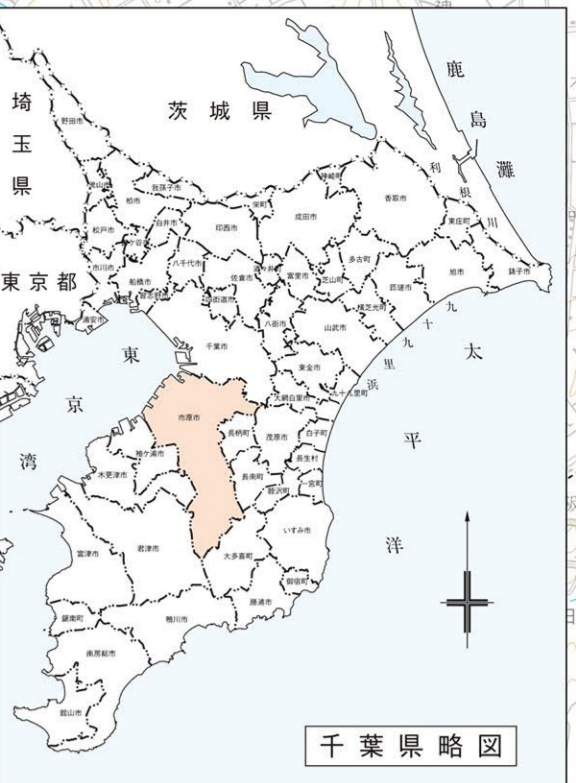 鹿島灘
茨城県
埼玉県
東京都
利根川
九十九里浜
太平洋
東京湾
野田市
流山市
柏市
我孫子市
松戸市
白井市
印西市
栄町
成田市
神崎町
香取市
東庄町
銚子市
旭市
匝瑳市
多古町
横芝光町
芝山町
富里市
酒々井町
佐倉市
八千代市
船橋市
市川市
浦安市
習志野市
四街道市
八街市
山武市
千葉市
東金市
大網白里市
九十九里町
市原市
長柄町
茂原市
白子町
長生村
長南町
睦沢町
一宮町
袖ケ浦市
木更津市
いすみ市
富津市
君津市
大多喜町
御宿町
勝浦市
鴨川市
鋸南町
南房総市
館山市
千葉県略図